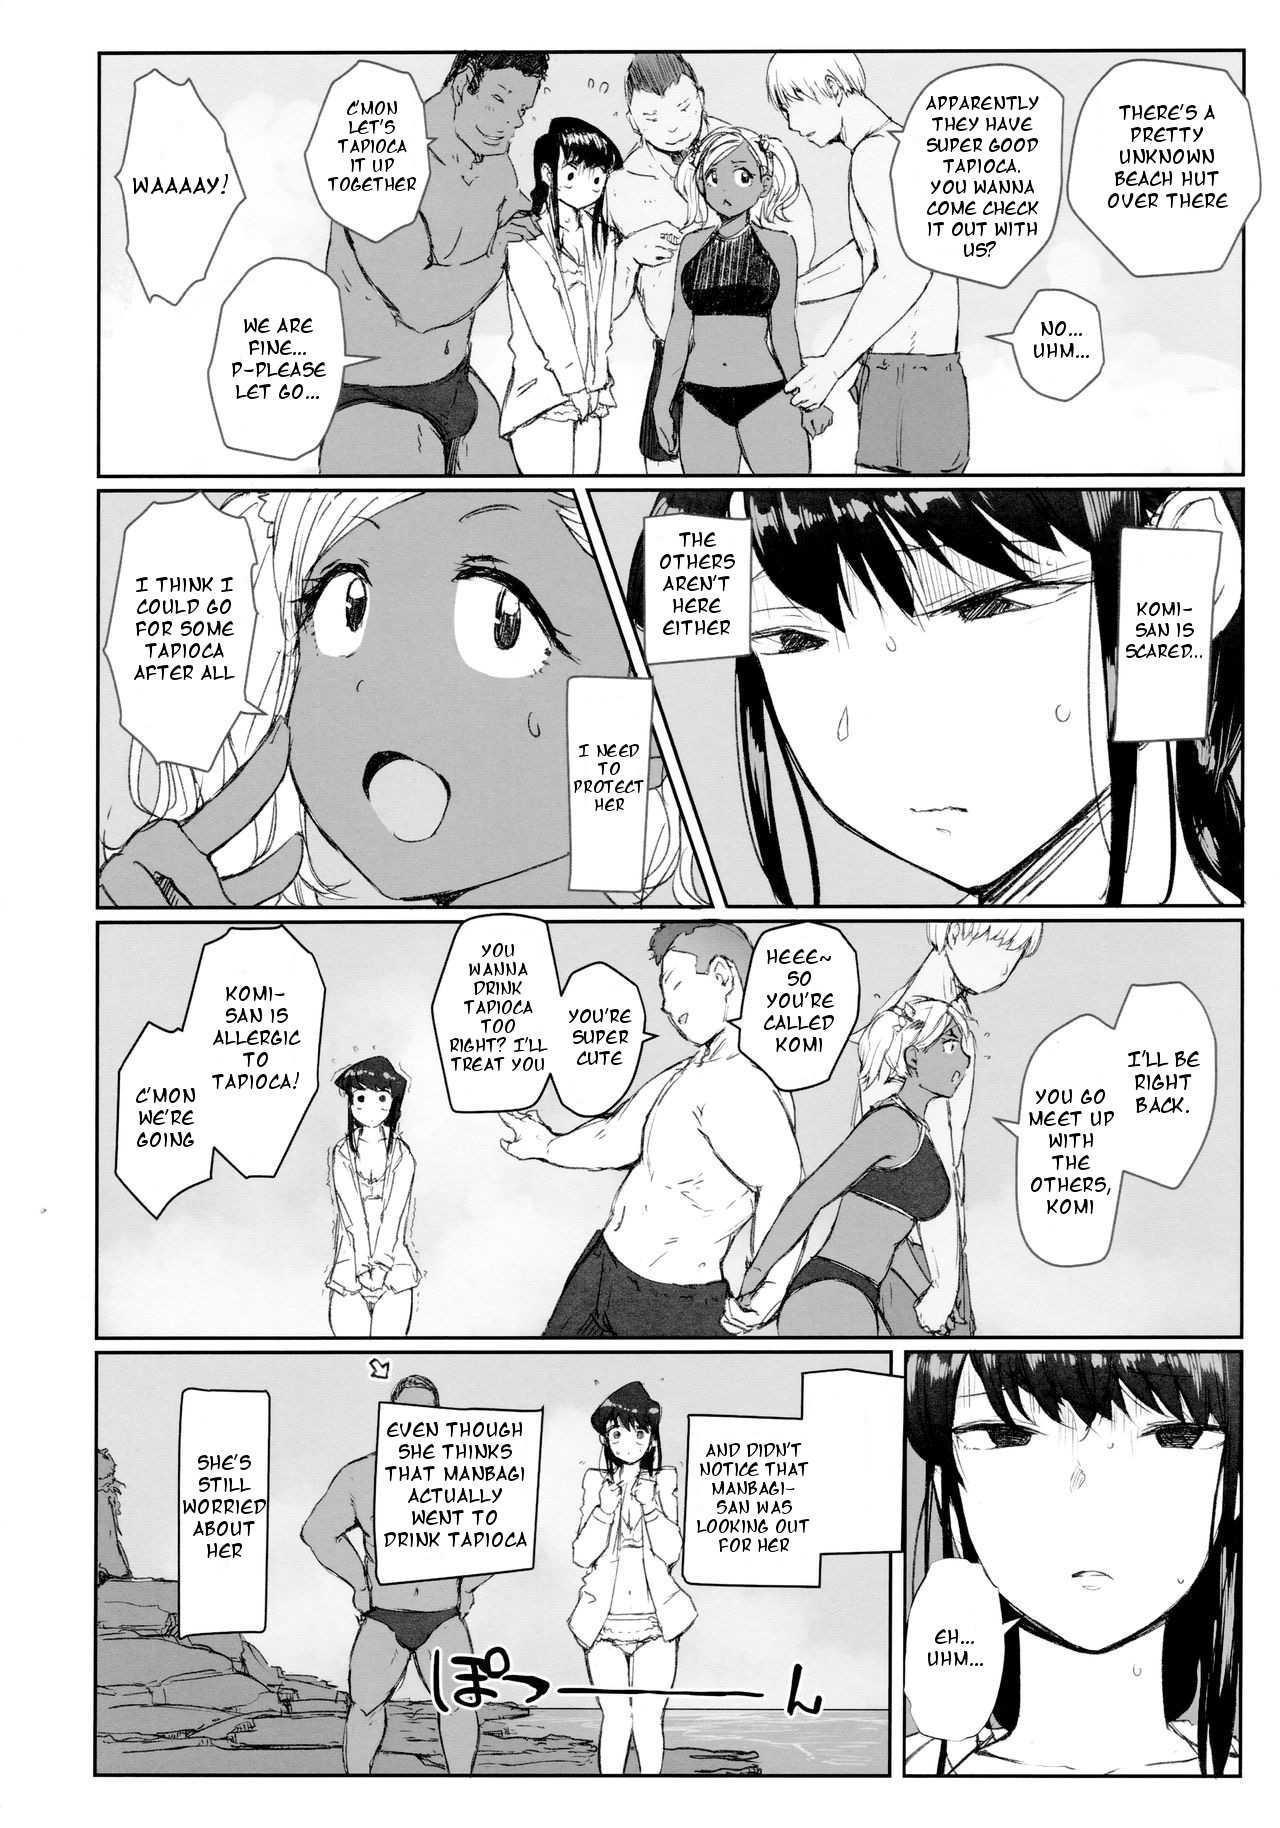 THERE'S A
PRETTY
UNKNOWN
BEACH HUT
OVER THERE
APPARENTLY
THEY HAVE
SUPER GOOD
TAPIOCA.
YOU WANNA
COME CHECK
IT OUT WITH
US?
NO...
UHM...
C'MON
LET'S
TAPIOCA
IT UP
TOGETHER
WAAAAY!
WE ARE
FINE...
P-PLEASE
LET GO...
KOMI-
SAN IS
SCARED...
THE
OTHERS
AREN'T
HERE
EITHER
I NEED
TO
PROTECT
HER
I THINK I
COULD GO
FOR SOME
TAPIOCA
AFTER ALL
I'LL BE
RIGHT
BACK.
YOU GO
MEET UP
WITH
THE
OTHERS,
KOMI
HEEE~
SO
YOU'RE
CALLED
KOMI
YOU'RE
SUPER
CUTE
YOU
WANNA
DRINK
TAPIOCA
TOO
RIGHT? I'LL
TREAT YOU
KOMI-
SAN IS
ALLERGIC
TO
TAPIOCA!
C'MON
WE'RE
GOING
EH...
UHM...
AND DIDN'T
NOTICE THAT
MANBAGI-
SAN WAS
LOOKING OUT
FOR HER
EVEN THOUGH
SHE THINKS
THAT MANBAGI
ACTUALLY
WENT TO
DRINK TAPIOCA
SHE'S
STILL
WORRIED
ABOUT
HER
ぽつーん